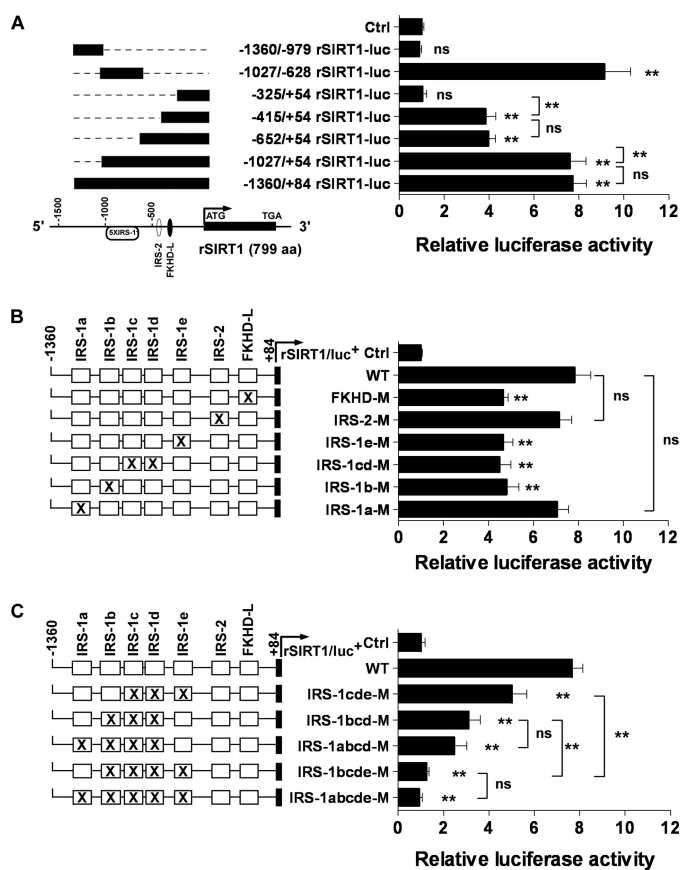 A
Ctrl
-1360/-979 rSIRT1-luc
ns
-1027/-628 rSIRT1-luc
**
-325/+54 rSIRT1-luc
ns
**
-415/+54 rSIRT1-luc
**
ns
-652/+54 rSIRT1-luc
**
-1027/+54 rSIRT1-luc
**
**
-1360/+84 rSIRT1-luc
**
ns
0 2 4 6 8 10 12
Relative luciferase activity
-1500 -1000 -500
ATG TGA
5' 3'
5XIRS-1
IRS-2
FKHD-L
rSIRT1 (799 aa)
B
-1360 IRS-1a IRS-1b IRS-1c IRS-1d IRS-1e IRS-2 FKHD-L +84
rSIRT1/luc+ Ctrl
WT
X FKHD-M **
ns
X IRS-2-M
X IRS-1e-M **
ns
X X IRS-1cd-M **
X IRS-1b-M **
X IRS-1a-M
0 2 4 6 8 10 12
Relative luciferase activity
C
-1360 IRS-1a IRS-1b IRS-1c IRS-1d IRS-1e IRS-2 FKHD-L +84
rSIRT1/luc+ Ctrl
WT
X X X IRS-1cde-M **
X X X IRS-1bcd-M **
ns ** **
X X X X IRS-1abcd-M **
X X X X IRS-1bcde-M **
ns
X X X X X IRS-1abcde-M **
0 2 4 6 8 10 12
Relative luciferase activity